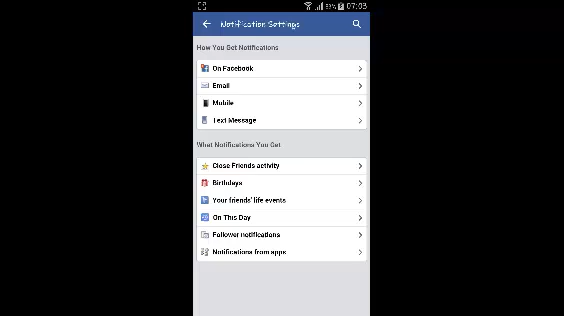 83% 07:03
Notification Settings
How You Get Notifications
On Facebook
Email
Mobile
Text Message
What Notifications You Get
Close Friends activity
Birthdays
Your friends' life events
On This Day
Follower notifications
Notifications from apps